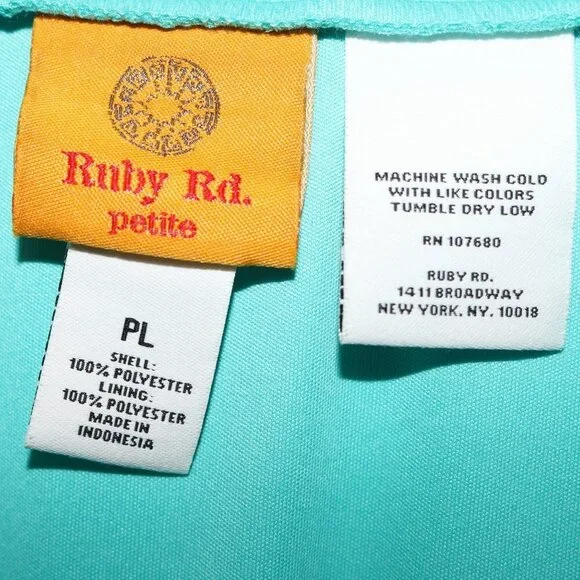 Ruby Rd.
petite
PL
SHELL:
100% POLYESTER
LINING:
100% POLYESTER
MADE IN
INDONESIA
MACHINE WASH COLD
WITH LIKE COLORS
TUMBLE DRY LOW
RN 107680
RUBY RD.
1411 BROADWAY
NEW YORK, NY. 10018